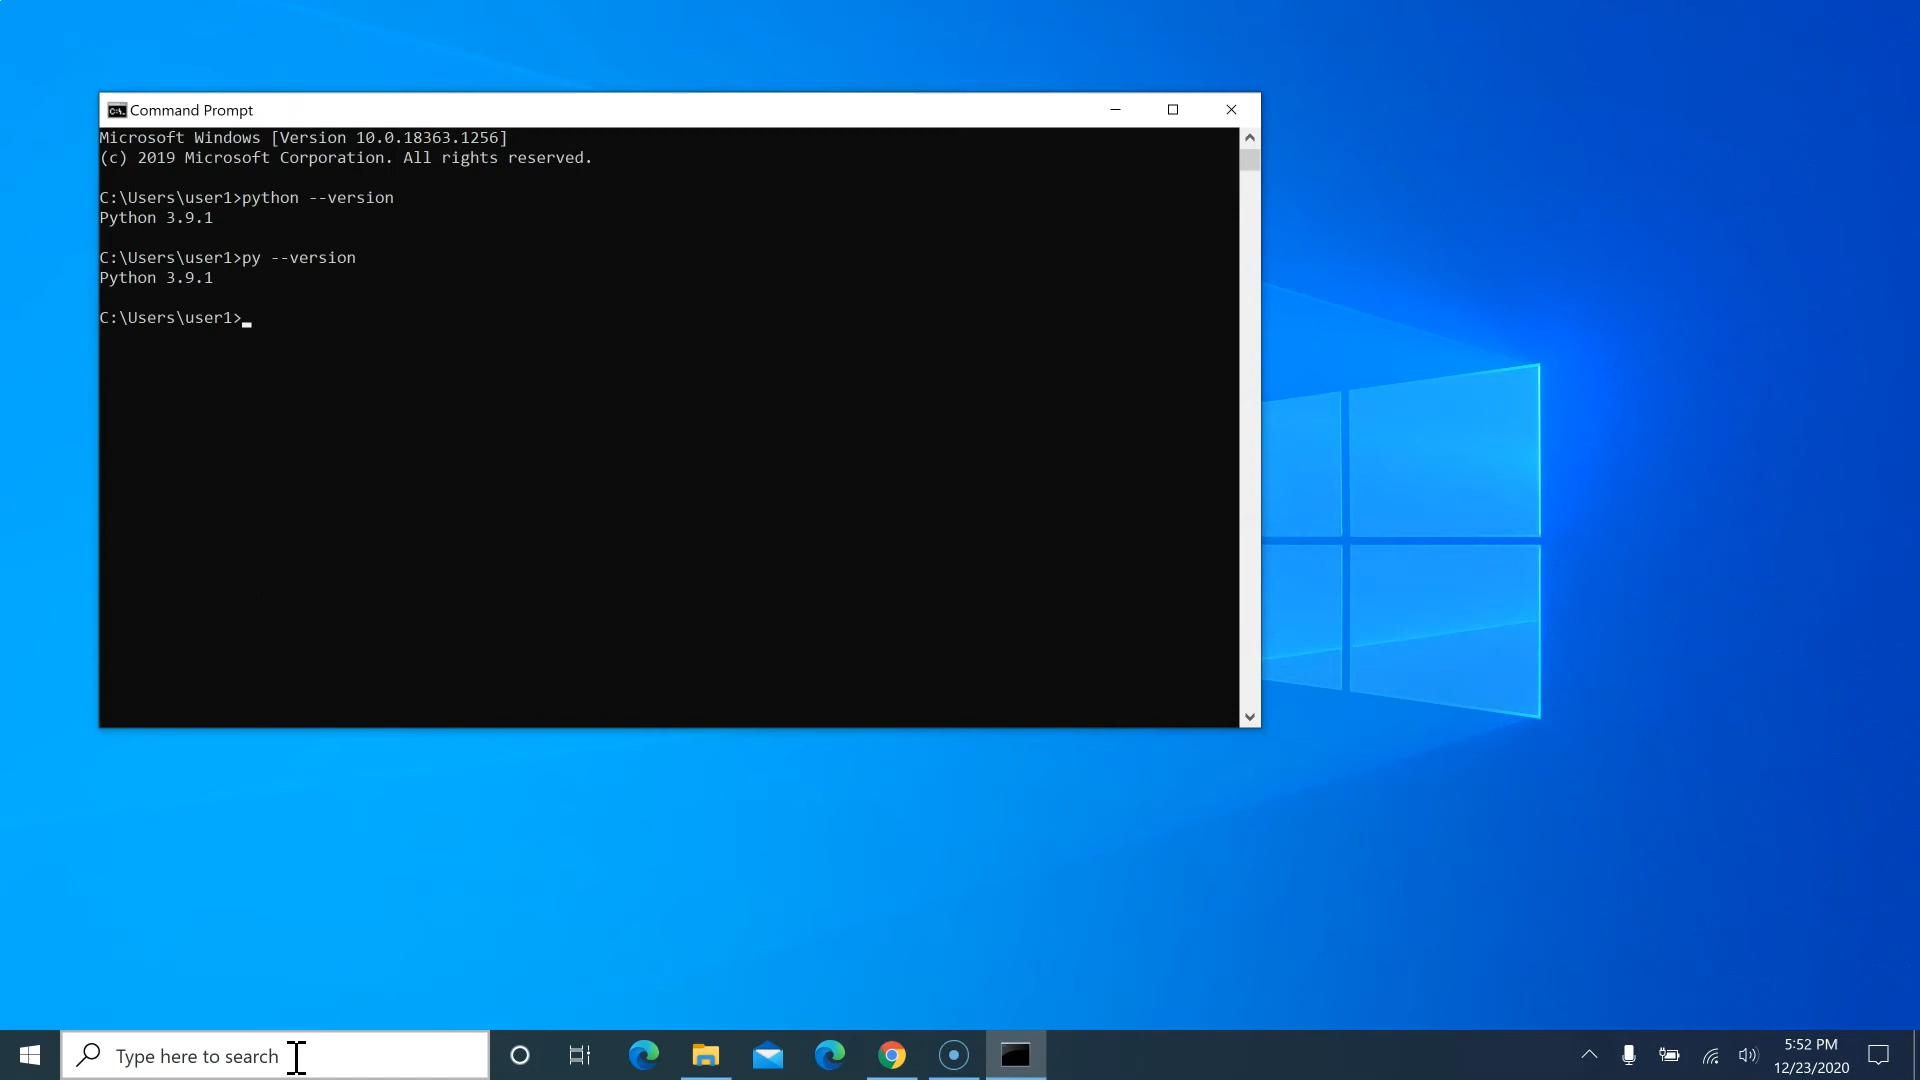 Command Prompt
Microsoft Windows [Version 10.0.18363.1256]
(c) 2019 Microsoft Corporation. All rights reserved.
C:\Users\user1>python --version
Python 3.9.1
C:\Users\user1>py --version
Python 3.9.1
C:\Users\user1>
Type here to search
5:52 PM
12/23/2020